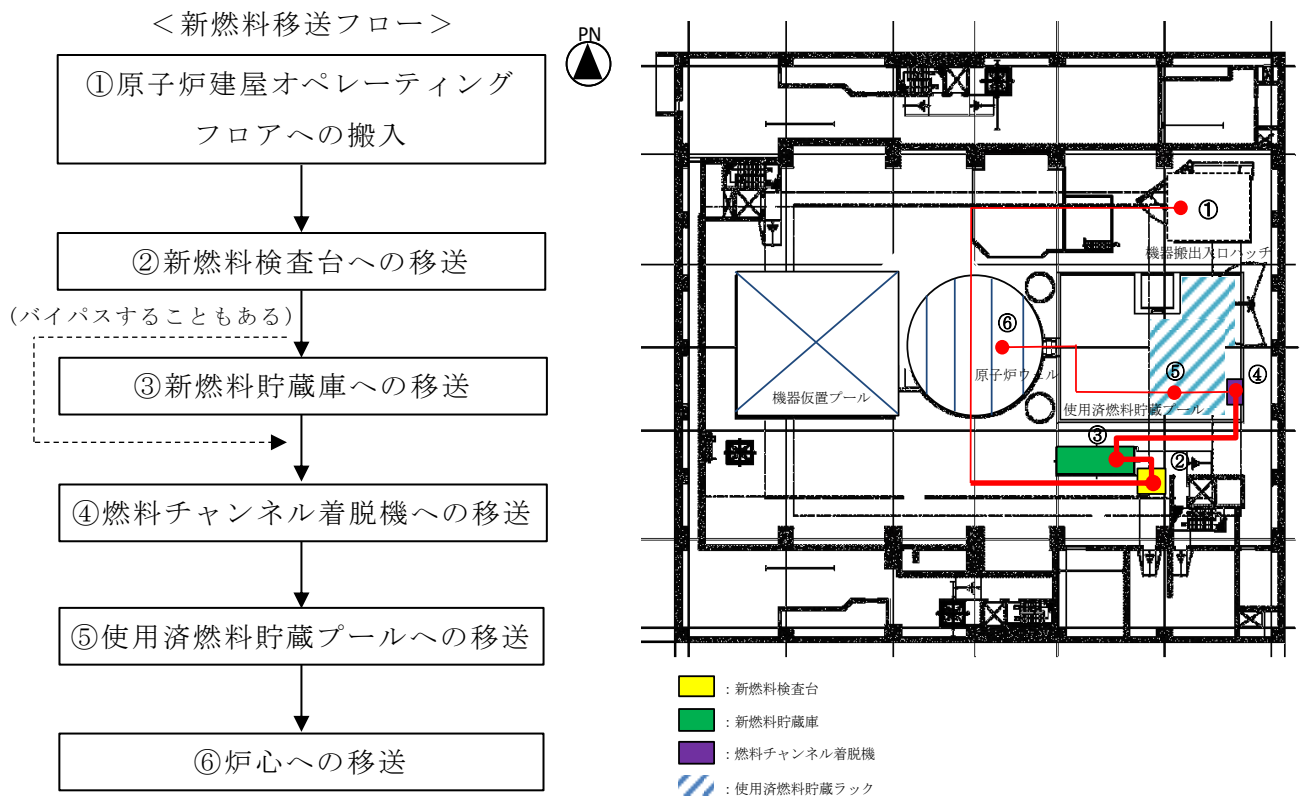 ＜新燃料移送フロー＞
①原子炉建屋オペレーティング
フロアへの搬入
②新燃料検査台への移送
(バイパスすることもある)
③新燃料貯蔵庫への移送
④燃料チャンネル着脱機への移送
⑤使用済燃料貯蔵プールへの移送
⑥炉心への移送
PN
①
機器搬出入口ハッチ
⑥
原子炉ウェル
⑤
④
機器仮置プール
使用済燃料貯蔵プール
③
②
：新燃料検査台
：新燃料貯蔵庫
：燃料チャンネル着脱機
：使用済燃料貯蔵ラック